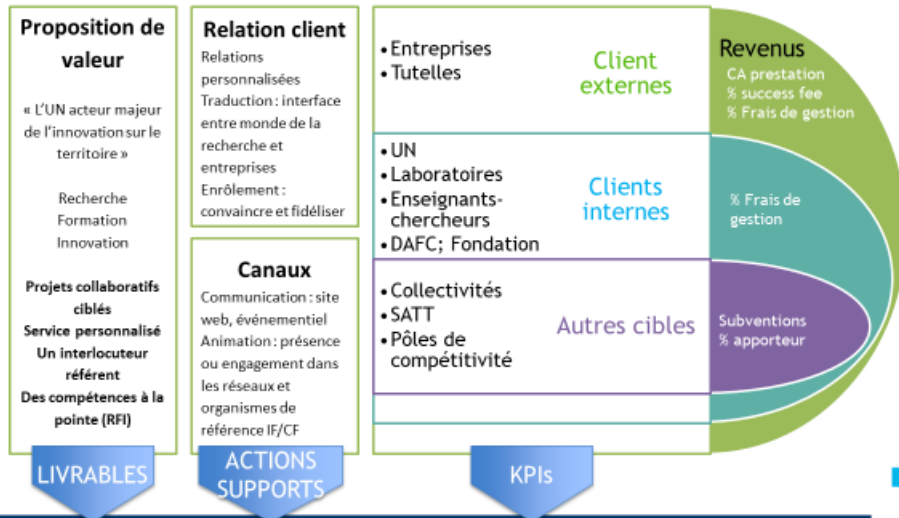 Proposition de
valeur
« L'UN acteur majeur
de l'innovation sur le
territoire »
Recherche
Formation
Innovation
Projets collaboratifs
ciblés
Service personnalisé
Un interlocuteur
référent
Des compétences à la
pointe (RFI)
LIVRABLES
Relation client
Relations
personnalisées
Traduction : interface
entre monde de la
recherche et
entreprises
Enrôlement :
convaincre et fidéliser
Canaux
Communication : site
web, événementiel
Animation : présence
ou engagement dans
les réseaux et
organismes de
référence IF/CF
ACTIONS
SUPPORTS
• Entreprises
• Tutelles
Client
externes
Revenus
CA prestation
% success fee
% Frais de gestion
• UN
• Laboratoires
• Enseignants-
chercheurs
• DAFC; Fondation
Clients
internes
% Frais de
gestion
• Collectivités
• SATT
• Pôles de
compétitivité
Autres cibles
Subventions
% apporteur
KPIs